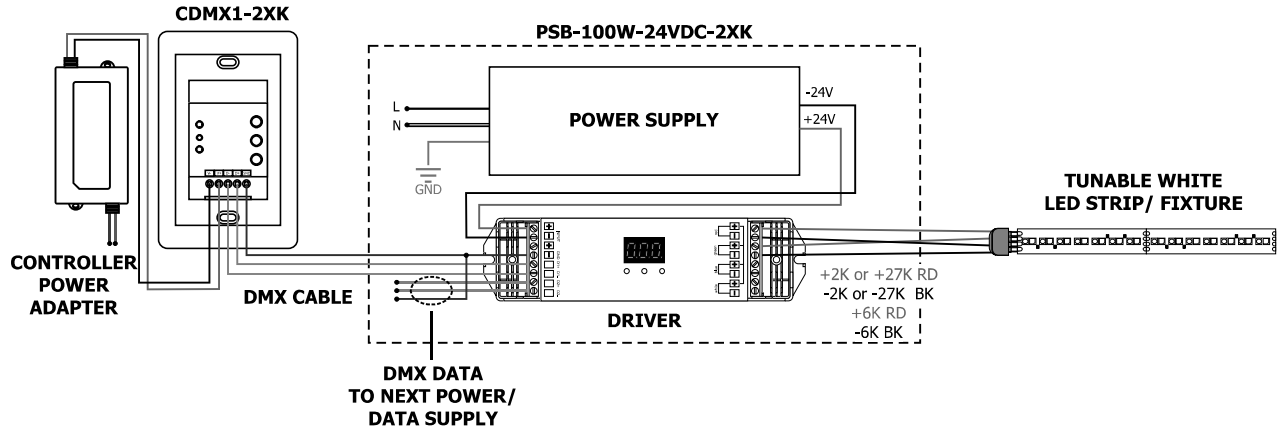 CDMX1-2XK
PSB-100W-24VDC-2XK
L
N
GND
POWER SUPPLY
-24V
+24V
TUNABLE WHITE
LED STRIP/ FIXTURE
CONTROLLER
POWER
ADAPTER
DMX CABLE
000
DRIVER
+2K or +27K RD
-2K or -27K BK
+6K RD
-6K BK
DMX DATA
TO NEXT POWER/
DATA SUPPLY